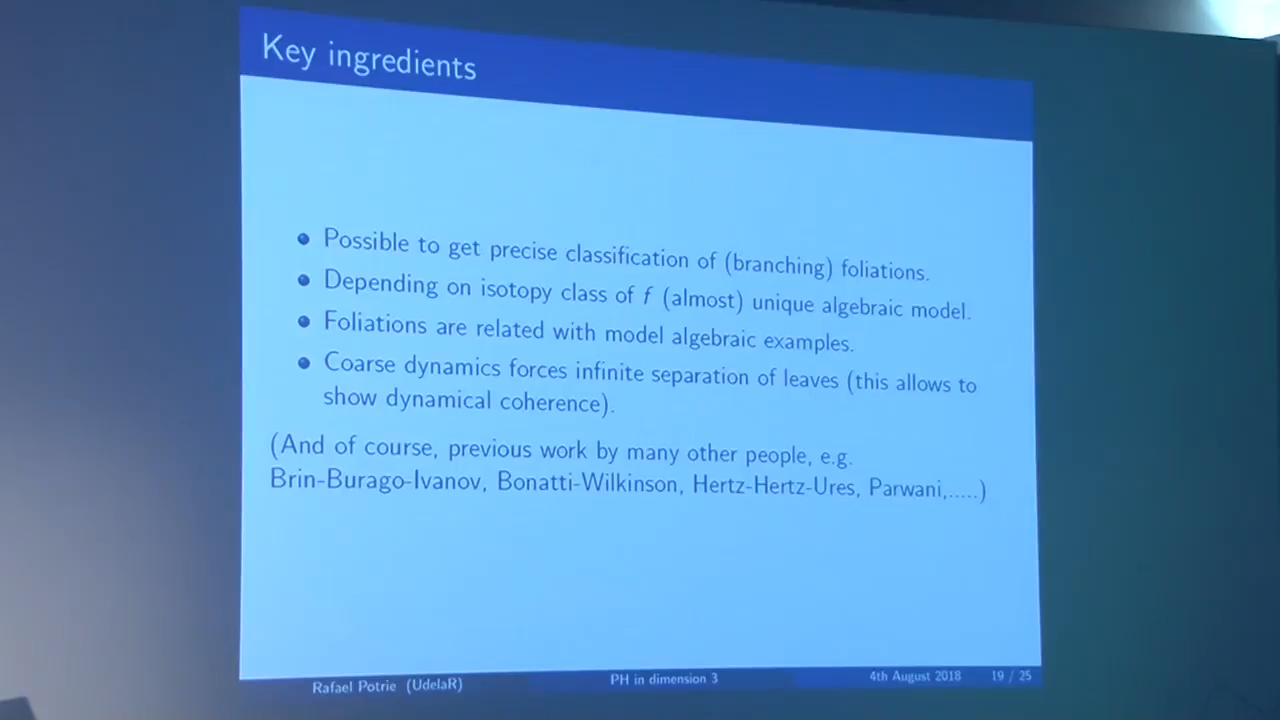 Key ingredients
Possible to get precise classification of (branching) foliations.
Depending on isotopy class of f (almost) unique algebraic model.
Foliations are related with model algebraic examples.
Coarse dynamics forces infinite separation of leaves (this allows to
show dynamical coherence).
(And of course, previous work by many other people, e.g.
Brin-Burago-Ivanov, Bonatti-Wilkinson, Hertz-Hertz-Ures, Parwani,.....)
Rafael Potrie (UdelaR) PH in dimension 3 4th August 2018 19 / 25